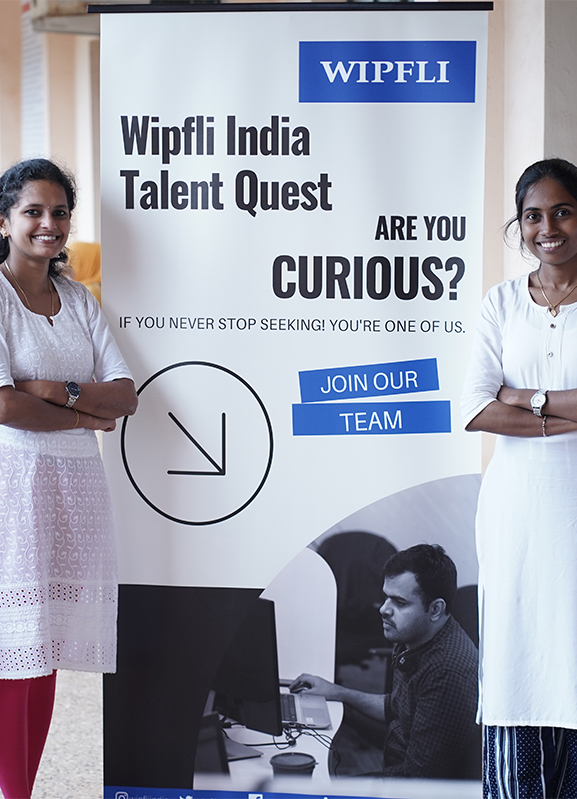 WIPFLI
Wipfli India
Talent Quest
ARE YOU
CURIOUS?
IF YOU NEVER STOP SEEKING! YOU'RE ONE OF US.
JOIN OUR
TEAM